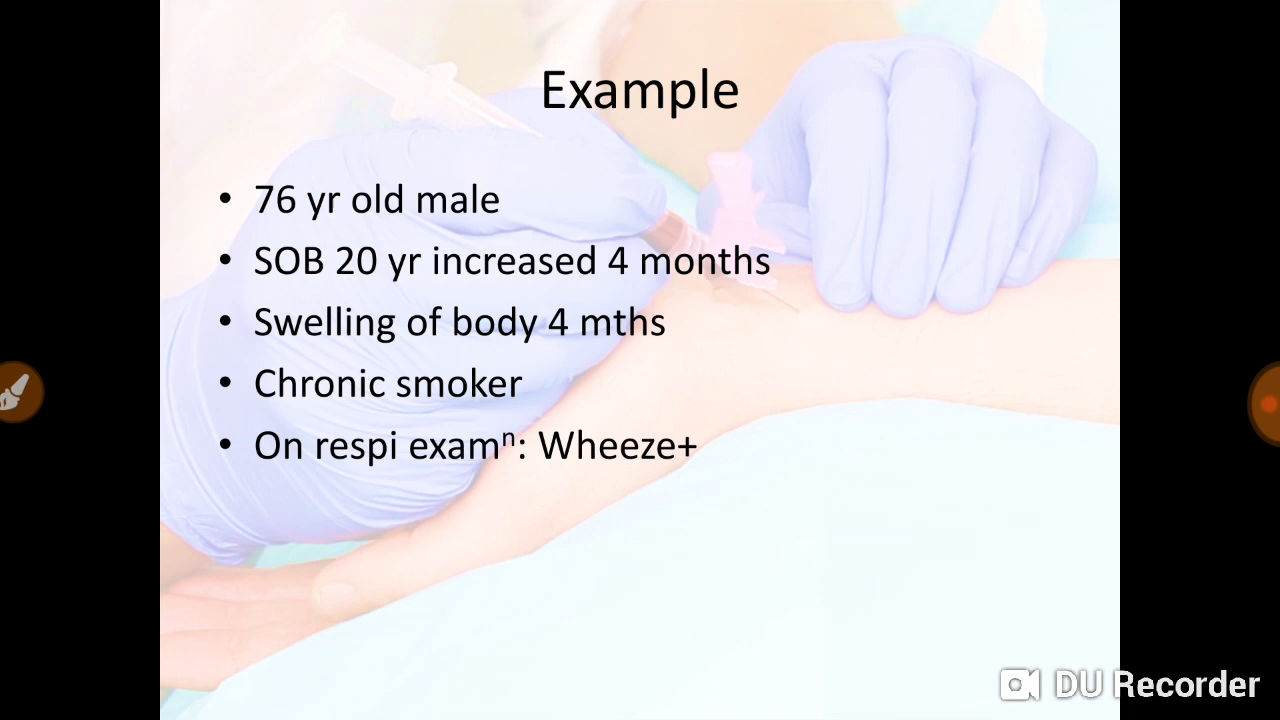 Example
• 76 yr old male
• SOB 20 yr increased 4 months
• Swelling of body 4 mths
• Chronic smoker
• On respi examⁿ: Wheeze+
DU Recorder